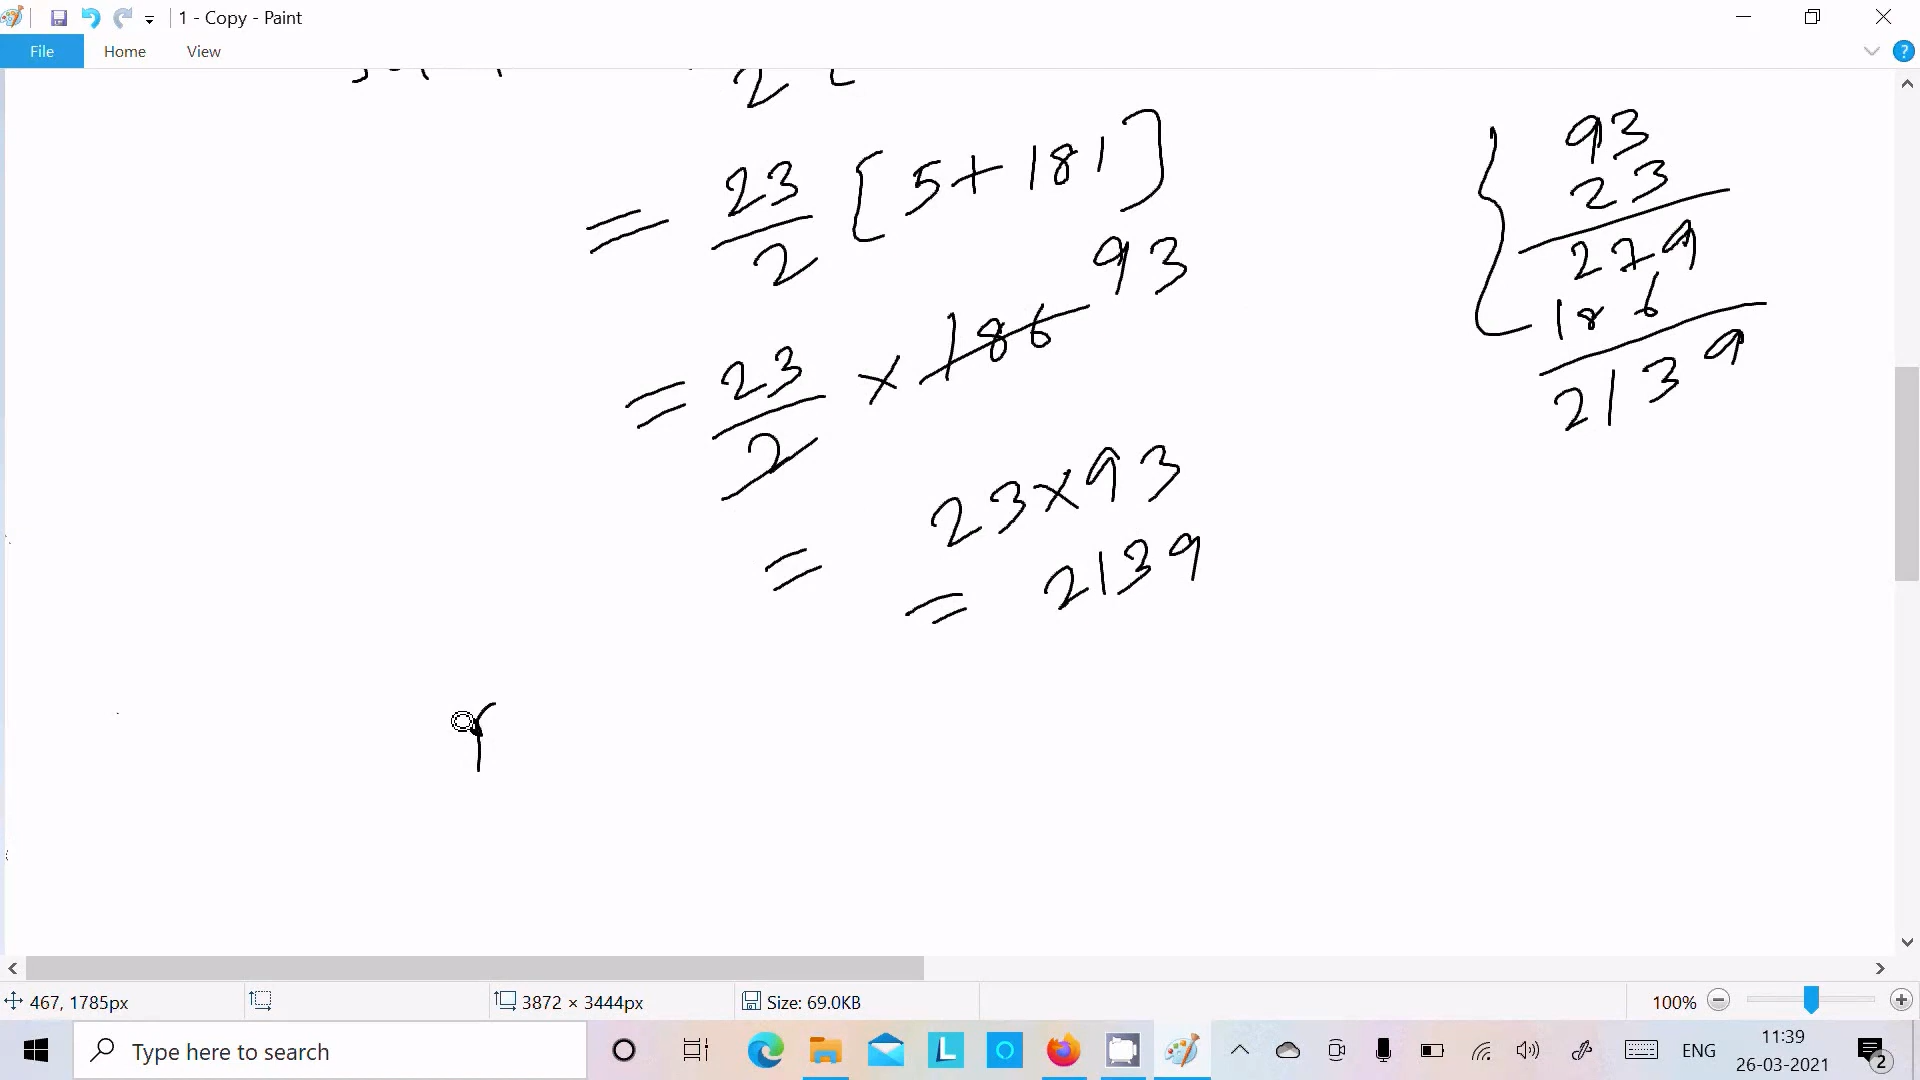 1 - Copy - Paint
File Home View
2
= 23/2 [5+181]
= 23/2 × 186 93
= 23×93
= 2139
93
23
279
186
2139
467, 1785px
3872 × 3444px
Size: 69.0KB
100%
Type here to search
ENG
11:39
26-03-2021
2